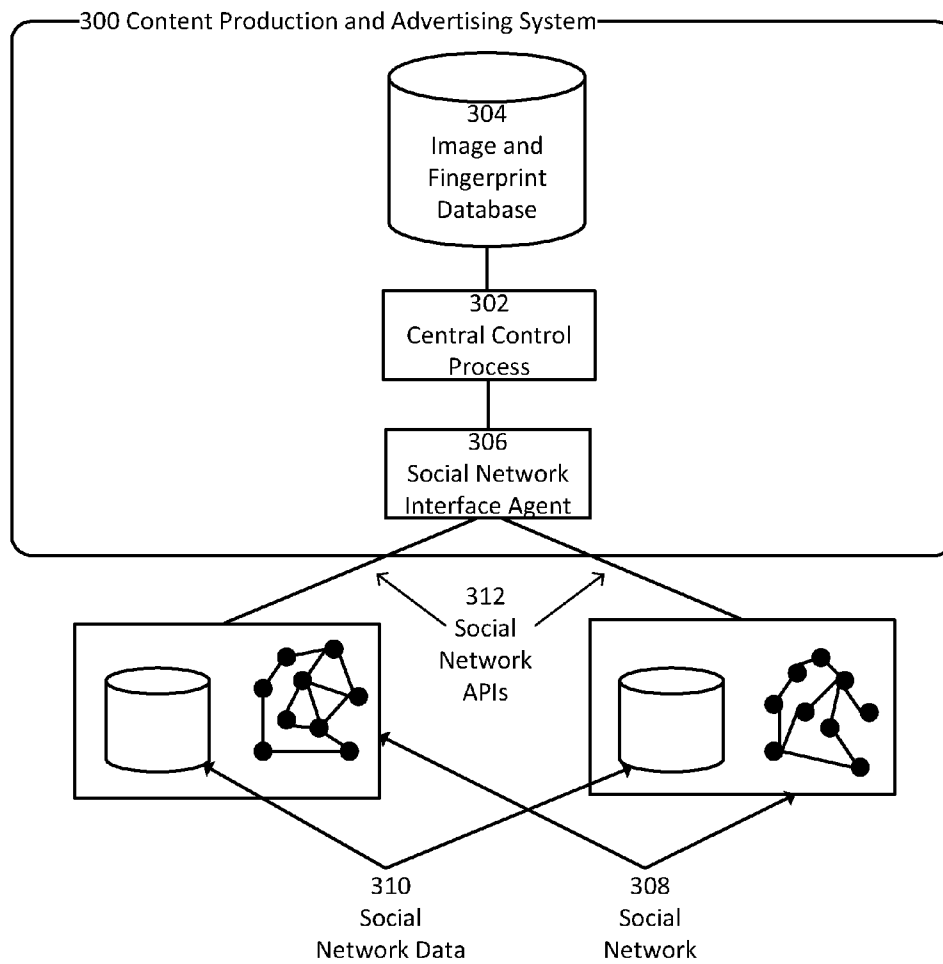 300 Content Production and Advertising System
304
Image and
Fingerprint
Database
302
Central Control
Process
306
Social Network
Interface Agent
312
Social
Network
APIs
310
Social
Network Data
308
Social
Network